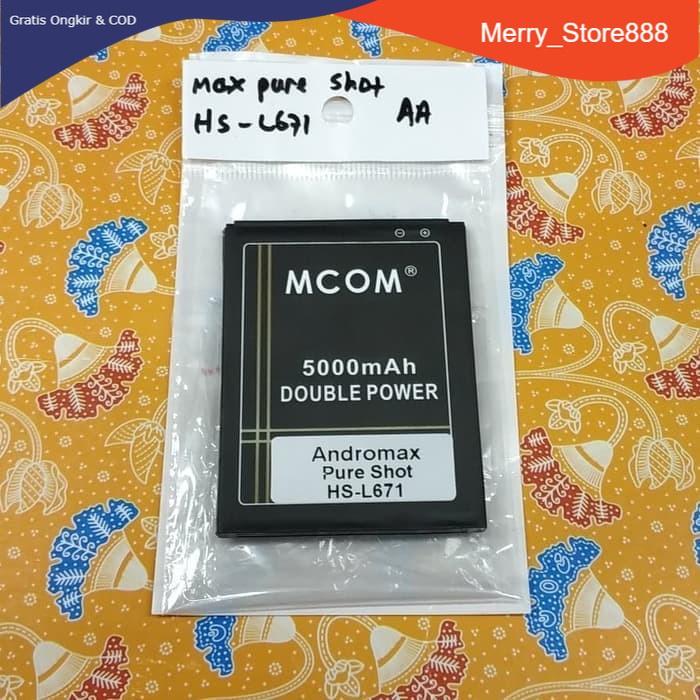 Gratis Ongkir & COD
Merry_Store888
Max pure Shot
HS-L671 AA
MCOM®
5000mAh
DOUBLE POWER
Andromax
Pure Shot
HS-L671